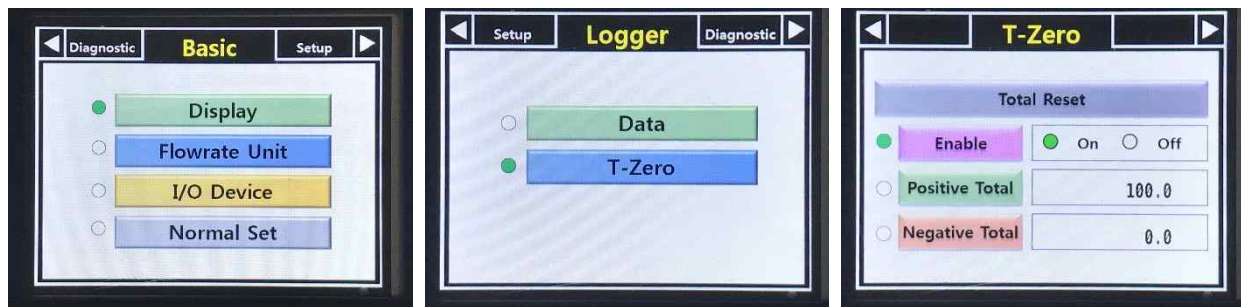 Diagnostic Basic Setup
Display
Flowrate Unit
I/O Device
Normal Set
Setup Logger Diagnostic
Data
T-Zero
T-Zero
Total Reset
Enable On Off
Positive Total 100.0
Negative Total 0.0